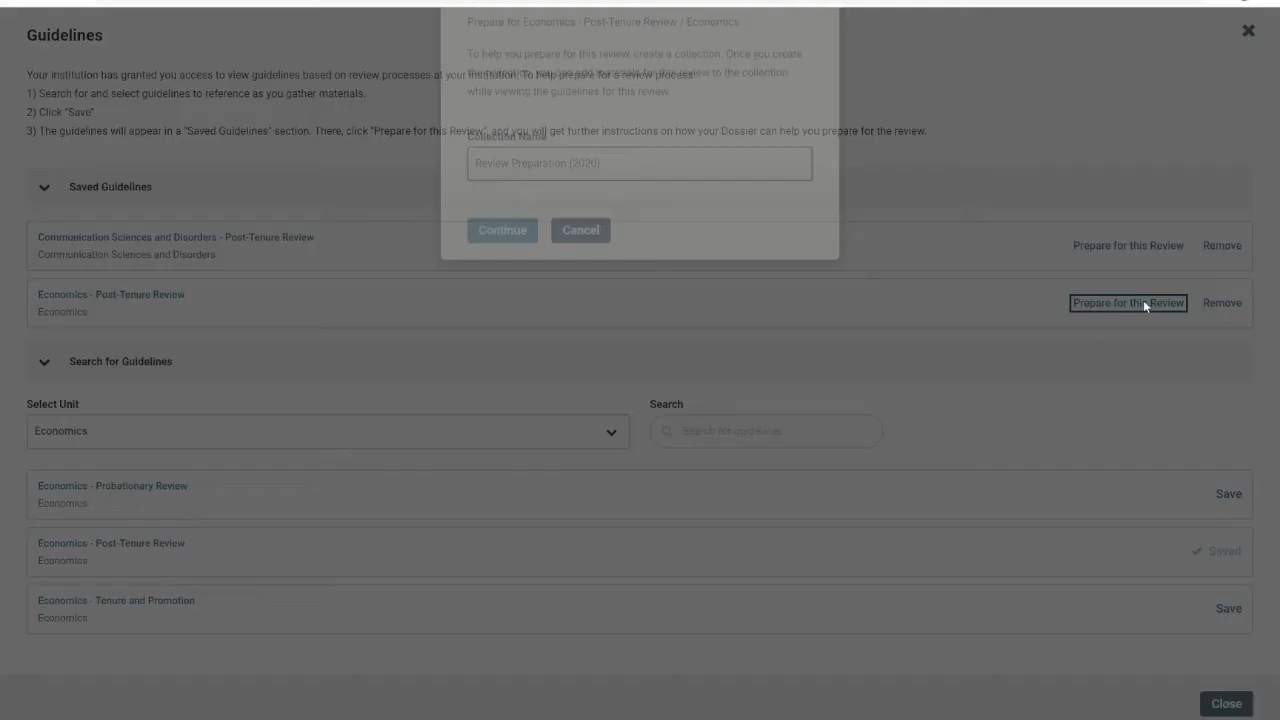 Guidelines
Prepare for Economics - Post-Tenure Review / Economics
To help you prepare for this review, create a collection. Once you create
the collection, you can add materials for this review to the collection
while viewing the guidelines for this review.
Your institution has granted you access to view guidelines based on review processes at your institution. To help prepare for a review process:
1) Search for and select guidelines to reference as you gather materials.
2) Click "Save"
3) The guidelines will appear in a "Saved Guidelines" section. There, click "Prepare for this Review", and you will get further instructions on how your Dossier can help you prepare for the review.
Collection Name *
Review Preparation (2020)
Continue
Cancel
Saved Guidelines
Communication Sciences and Disorders - Post-Tenure Review
Communication Sciences and Disorders
Prepare for this Review
Remove
Economics - Post-Tenure Review
Economics
Prepare for this Review
Remove
Search for Guidelines
Select Unit
Economics
Search
Search for guidelines
Economics - Probationary Review
Economics
Save
Economics - Post-Tenure Review
Economics
Saved
Economics - Tenure and Promotion
Economics
Save
Close